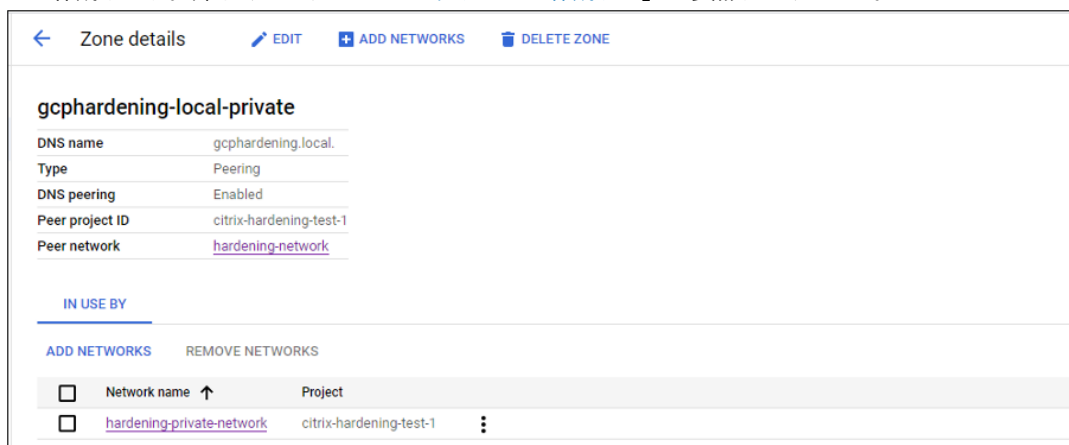 Zone details EDIT ADD NETWORKS DELETE ZONE
gcphardening-local-private
DNS name gcphardening.local.
Type Peering
DNS peering Enabled
Peer project ID citrix-hardening-test-1
Peer network hardening-network
IN USE BY
ADD NETWORKS REMOVE NETWORKS
Network name Project
hardening-private-network citrix-hardening-test-1